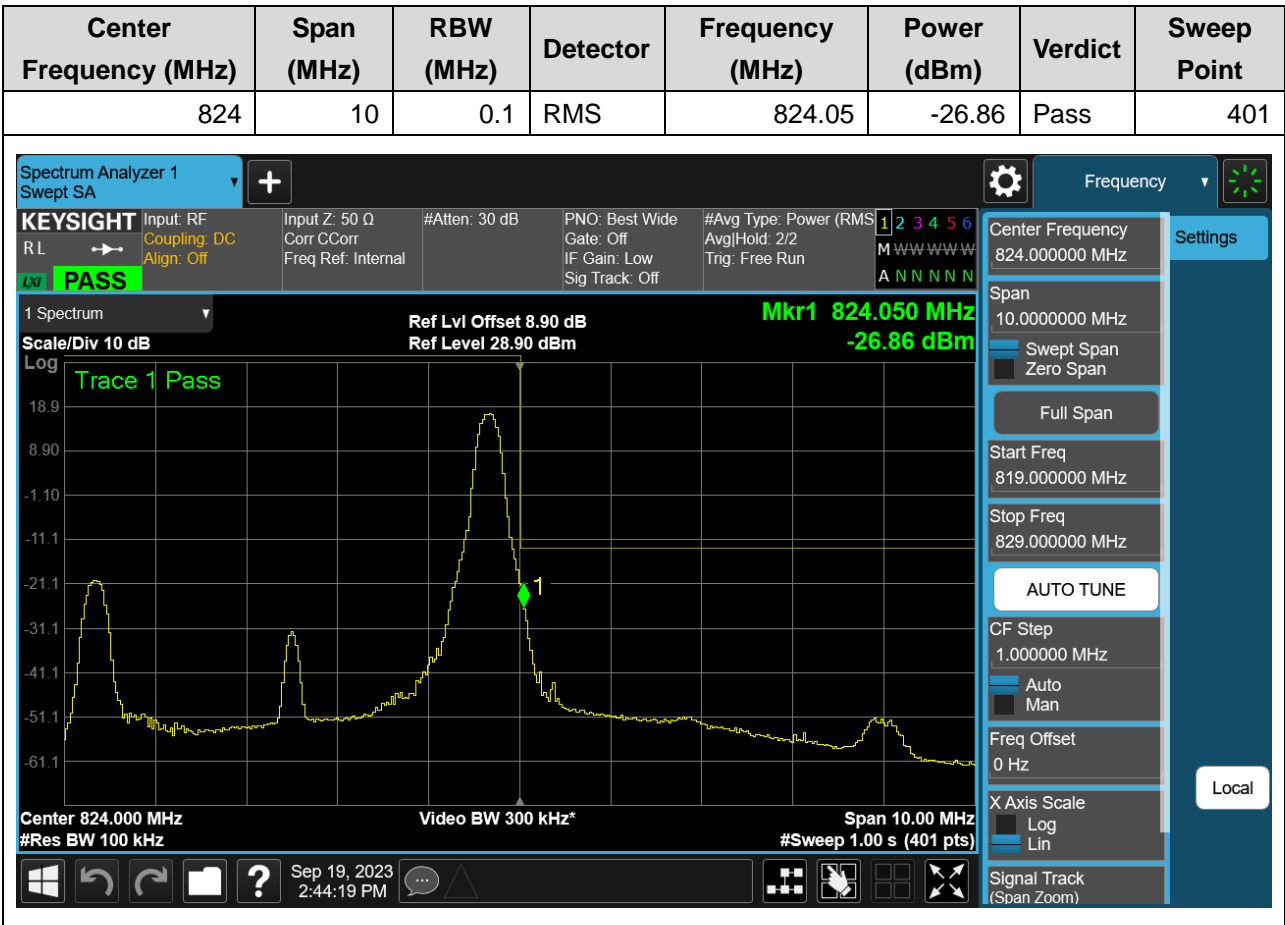 Center Frequency (MHz) Span (MHz) RBW (MHz) Detector Frequency (MHz) Power (dBm) Verdict Sweep Point
824 10 0.1 RMS 824.05 -26.86 Pass 401
Spectrum Analyzer 1
Swept SA
Frequency
KEYSIGHT Input: RF Input Z: 50 Ω #Atten: 30 dB PNO: Best Wide #Avg Type: Power (RMS 1 2 3 4 5 6
R L Coupling: DC Corr CCorr Gate: Off Avg|Hold: 2/2 M W W W W W
Align: Off Freq Ref: Internal IF Gain: Low Trig: Free Run
LXI PASS Sig Track: Off A N N N N N
1 Spectrum
Ref Lvl Offset 8.90 dB
Mkr1 824.050 MHz
Scale/Div 10 dB
Ref Level 28.90 dBm
-26.86 dBm
Log
Trace 1 Pass
18.9
8.90
-1.10
-11.1
-21.1
1
-31.1
-41.1
-51.1
-61.1
Center 824.000 MHz
Video BW 300 kHz*
Span 10.00 MHz
#Res BW 100 kHz
#Sweep 1.00 s (401 pts)
Settings
Center Frequency
824.000000 MHz
Span
10.0000000 MHz
Swept Span
Zero Span
Full Span
Start Freq
819.000000 MHz
Stop Freq
829.000000 MHz
AUTO TUNE
CF Step
1.000000 MHz
Auto
Man
Freq Offset
0 Hz
X Axis Scale
Log
Lin
Signal Track
(Span Zoom)
Local
?
Sep 19, 2023
2:44:19 PM